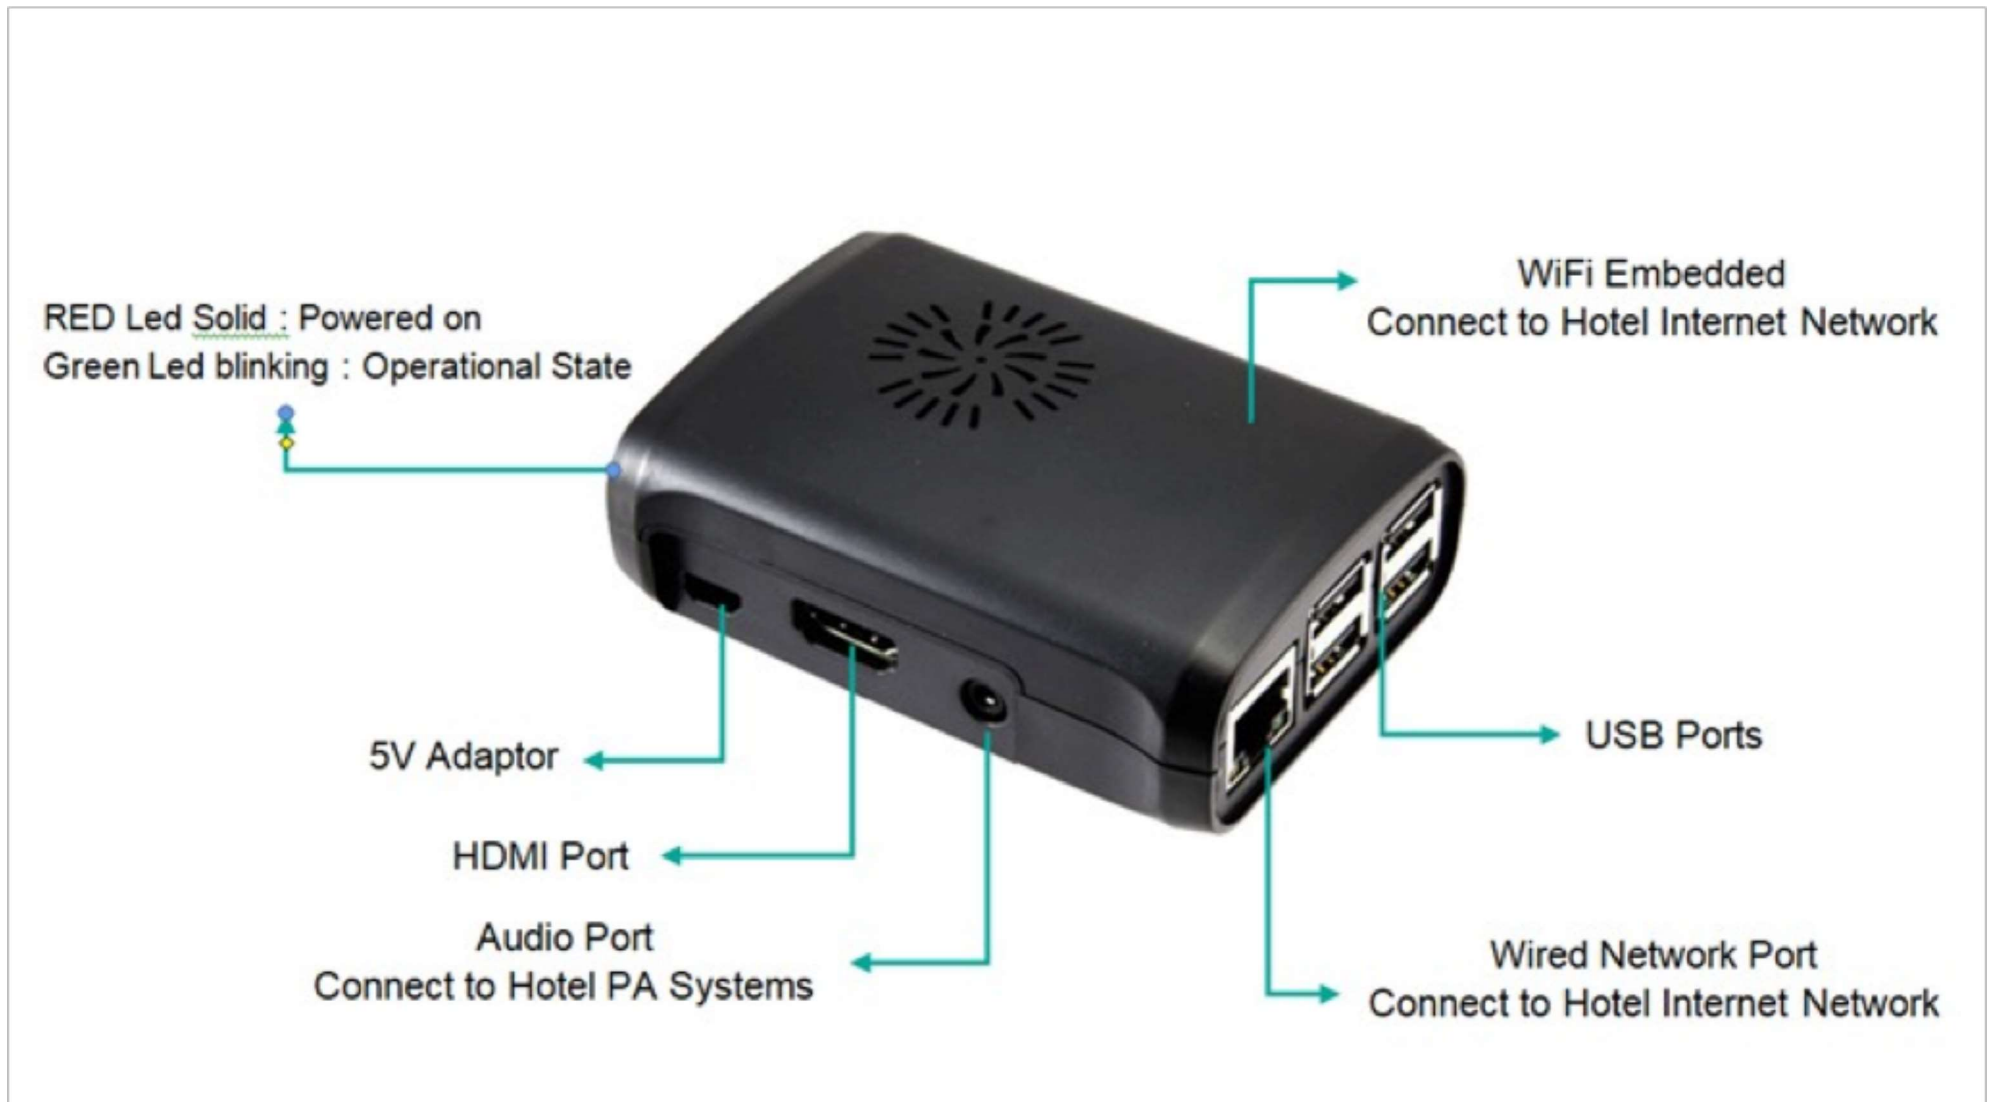 RED Led Solid : Powered on
Green Led blinking : Operational State
WiFi Embedded
Connect to Hotel Internet Network
5V Adaptor
USB Ports
HDMI Port
Audio Port
Connect to Hotel PA Systems
Wired Network Port
Connect to Hotel Internet Network